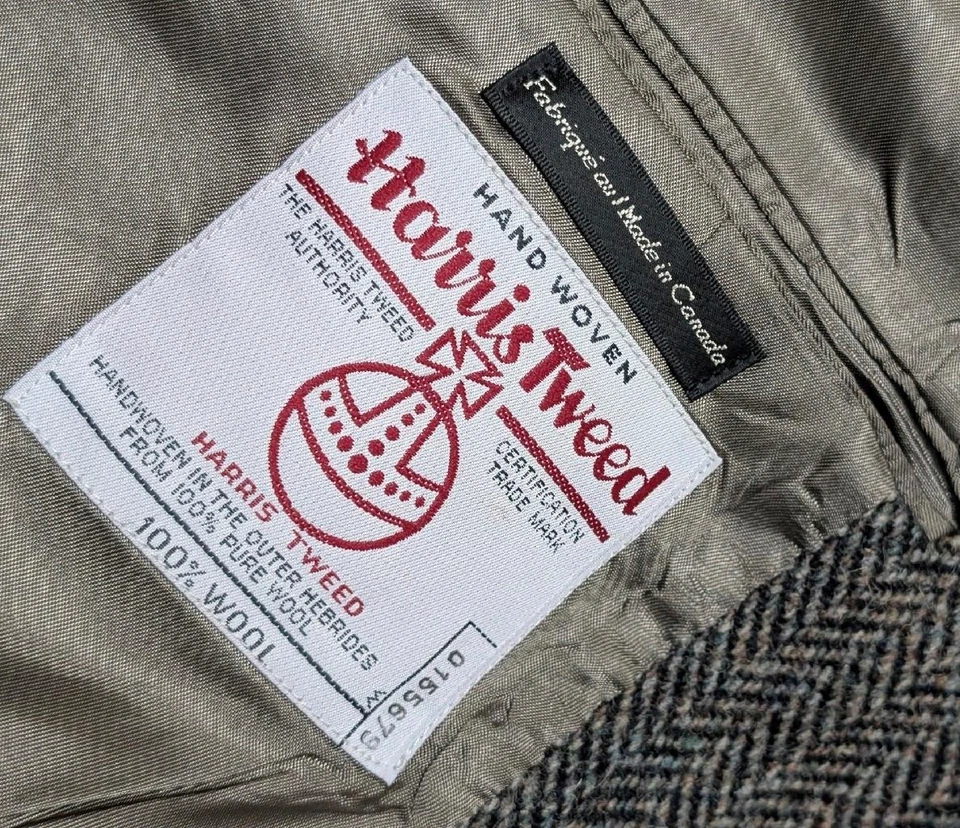 Fabriqué au / Made in Canada
HAND WOVEN
Harris Tweed
THE HARRIS TWEED
AUTHORITY
CERTIFICATION
TRADE MARK
HARRIS TWEED
HANDWOVEN IN THE OUTER HEBRIDES
FROM 100% PURE WOOL
100% WOOL
W
0155679